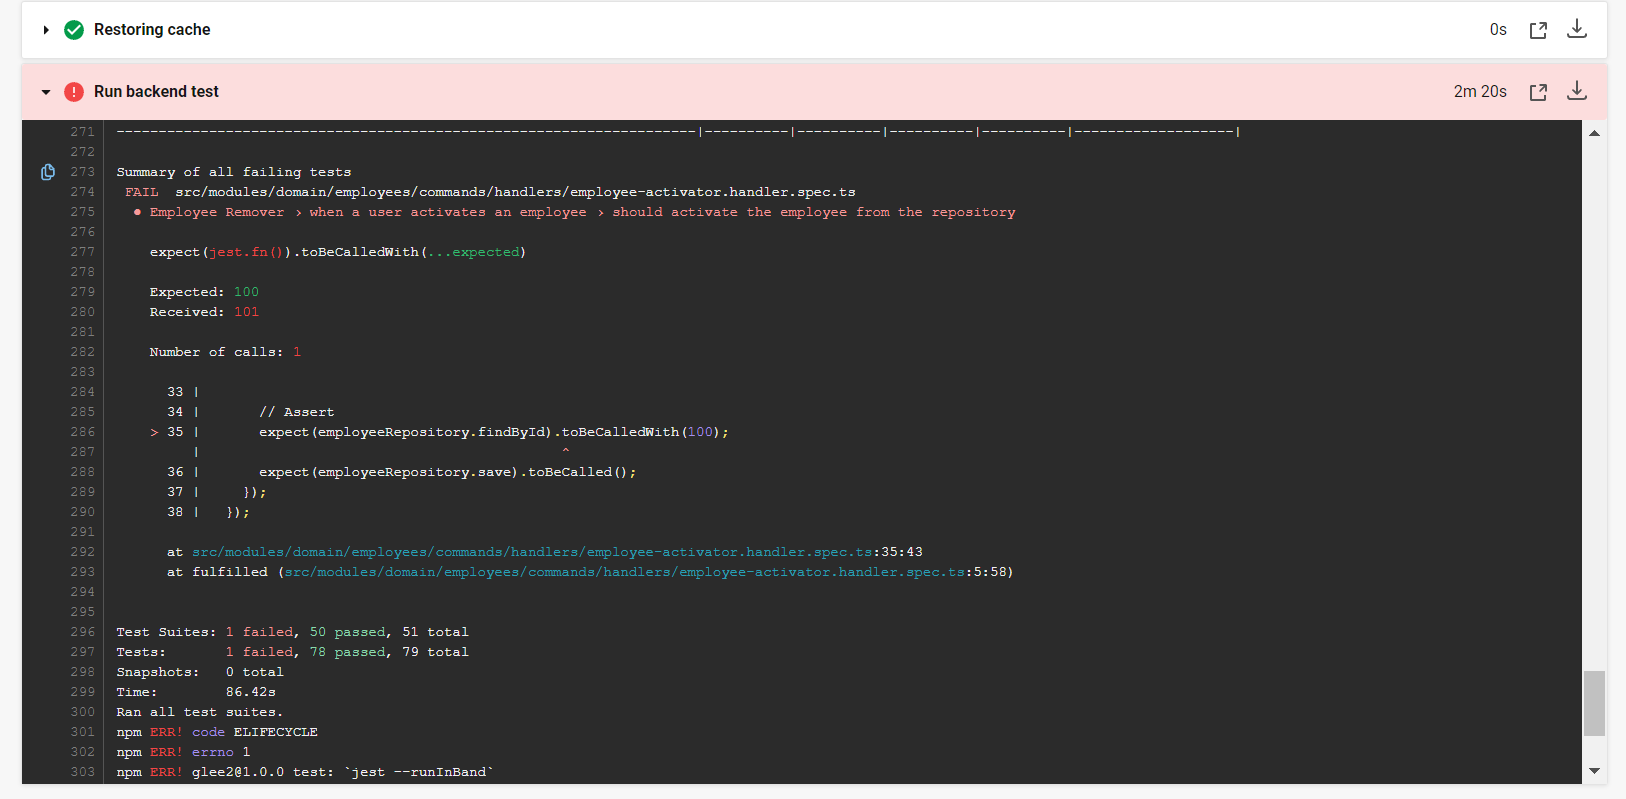 Restoring cache 0s
Run backend test 2m 20s
271 ---------------------------------------------------------------------|----------|----------|----------|----------|-------------------|
272
273 Summary of all failing tests
274 FAIL src/modules/domain/employees/commands/handlers/employee-activator.handler.spec.ts
275 ● Employee Remover › when a user activates an employee › should activate the employee from the repository
276
277 expect(jest.fn()).toBeCalledWith(...expected)
278
279 Expected: 100
280 Received: 101
281
282 Number of calls: 1
283
284 33 |
285 34 | // Assert
286 > 35 | expect(employeeRepository.findById).toBeCalledWith(100);
287 | ^
288 36 | expect(employeeRepository.save).toBeCalled();
289 37 | });
290 38 | });
291
292 at src/modules/domain/employees/commands/handlers/employee-activator.handler.spec.ts:35:43
293 at fulfilled (src/modules/domain/employees/commands/handlers/employee-activator.handler.spec.ts:5:58)
294
295
296 Test Suites: 1 failed, 50 passed, 51 total
297 Tests: 1 failed, 78 passed, 79 total
298 Snapshots: 0 total
299 Time: 86.42s
300 Ran all test suites.
301 npm ERR! code ELIFECYCLE
302 npm ERR! errno 1
303 npm ERR! glee2@1.0.0 test: `jest --runInBand`